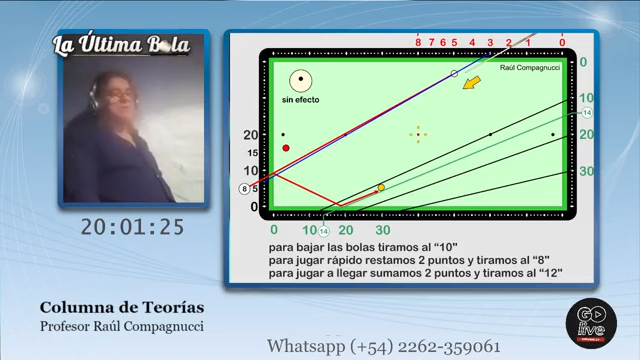 La Última Bola
20:01:25
8 7 6 5 4 3 2 1 0
Raúl Compagnucci
sin efecto
0
10
14
20
30
20
15
10
8
5
0
0 10 14 20 30
para bajar las bolas tiramos al "10"
para jugar rápido restamos 2 puntos y tiramos al "8"
para jugar a llegar sumamos 2 puntos y tiramos al "12"
Columna de Teorías
Profesor Raúl Compagnucci
Whatsapp (+54) 2262-359061
GD
live